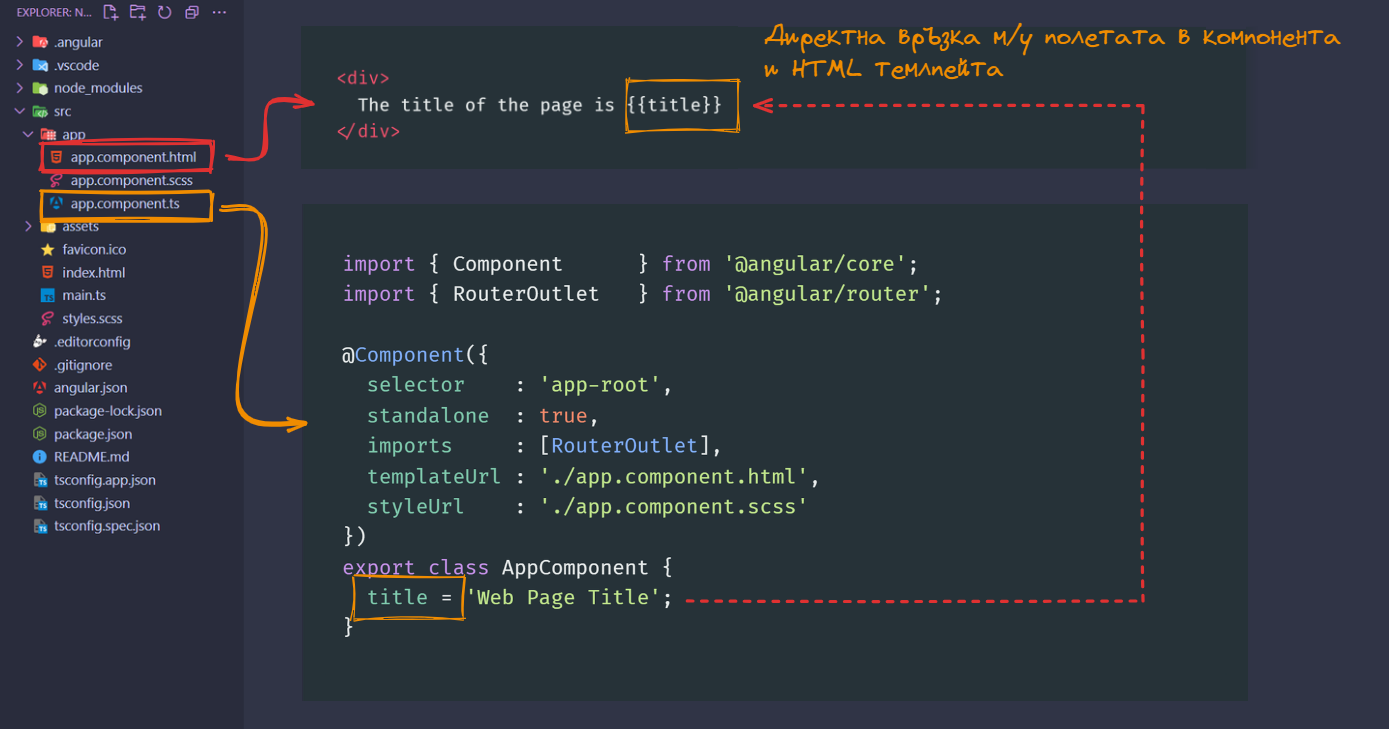 EXPLORER: N...
.angular
.vscode
node_modules
src
app
app.component.html
app.component.scss
app.component.ts
assets
favicon.ico
index.html
main.ts
styles.scss
.editorconfig
.gitignore
angular.json
package-lock.json
package.json
README.md
tsconfig.app.json
tsconfig.json
tsconfig.spec.json
Директна връзка м/у полетата в компонента
и HTML темлпейта
<div>
The title of the page is {{title}}
</div>
import { Component } from '@angular/core';
import { RouterOutlet } from '@angular/router';
@Component({
selector : 'app-root',
standalone : true,
imports : [RouterOutlet],
templateUrl : './app.component.html',
styleUrl : './app.component.scss'
})
export class AppComponent {
title = 'Web Page Title';
}